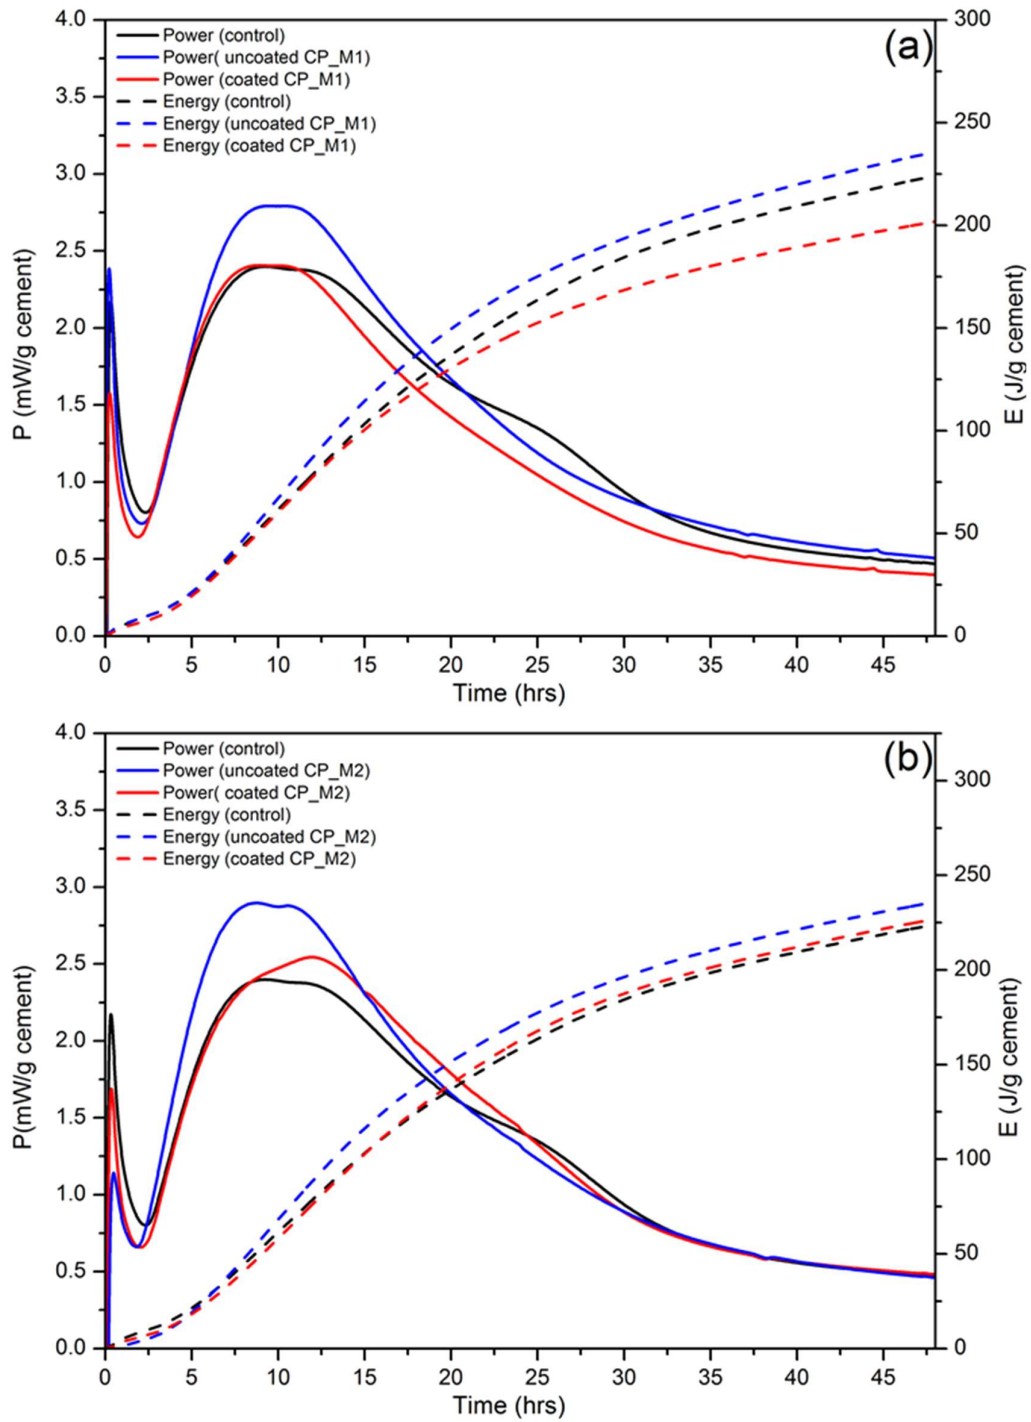 (a)
Power (control)
Power( uncoated CP_M1)
Power (coated CP_M1)
Energy (control)
Energy (uncoated CP_M1)
Energy (coated CP_M1)
P (mW/g cement)
4.0
3.5
3.0
2.5
2.0
1.5
1.0
0.5
0.0
300
250
200
150
100
50
0
E (J/g cement)
0 5 10 15 20 25 30 35 40 45
Time (hrs)
(b)
Power (control)
Power (uncoated CP_M2)
Power( coated CP_M2)
Energy (control)
Energy (uncoated CP_M2)
Energy (coated CP_M2)
P(mW/g cement)
4.0
3.5
3.0
2.5
2.0
1.5
1.0
0.5
0.0
300
250
200
150
100
50
0
E (J/g cement)
0 5 10 15 20 25 30 35 40 45
Time (hrs)